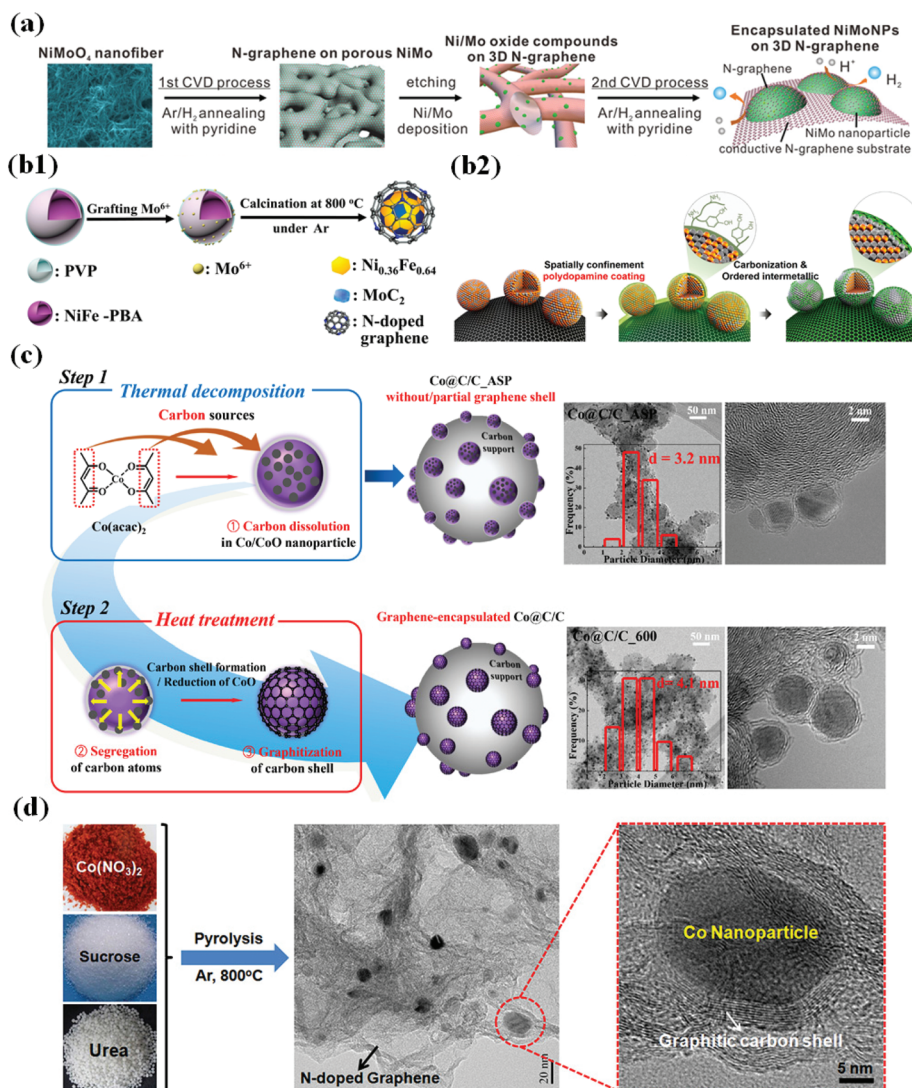 (a)
NiMoO₄ nanofiber
1st CVD process
Ar/H₂ annealing
with pyridine
N-graphene on porous NiMo
etching
Ni/Mo
deposition
Ni/Mo oxide compounds
on 3D N-graphene
2nd CVD process
Ar/H₂ annealing
with pyridine
Encapsulated NiMoNPs
on 3D N-graphene
N-graphene
H⁺
H₂
NiMo nanoparticle
conductive N-graphene substrate
(b1)
Grafting Mo⁶⁺
Calcination at 800 °C
under Ar
: PVP
: Mo⁶⁺
: NiFe -PBA
: Ni₀.₃₆Fe₀.₆₄
: MoC₂
: N-doped
graphene
(b2)
Spatially confinement
polydopamine coating
Carbonization &
Ordered intermetallic
(c)
Step 1
Thermal decomposition
Carbon sources
Co(acac)₂
① Carbon dissolution
in Co/CoO nanoparticle
Co@C/C_ASP
without/partial graphene shell
Carbon
support
Co@C/C_ASP
50 nm
d = 3.2 nm
Frequency (%)
Particle Diameter (nm)
2 nm
Step 2
Heat treatment
Carbon shell formation
/ Reduction of CoO
② Segregation
of carbon atoms
③ Graphitization
of carbon shell
Graphene-encapsulated Co@C/C
Carbon
support
Co@C/C_600
50 nm
Frequency (%)
Particle Diameter (nm)
2 nm
(d)
Co(NO₃)₂
Sucrose
Urea
Pyrolysis
Ar, 800°C
N-doped Graphene
20 nm
Co Nanoparticle
Graphitic carbon shell
5 nm